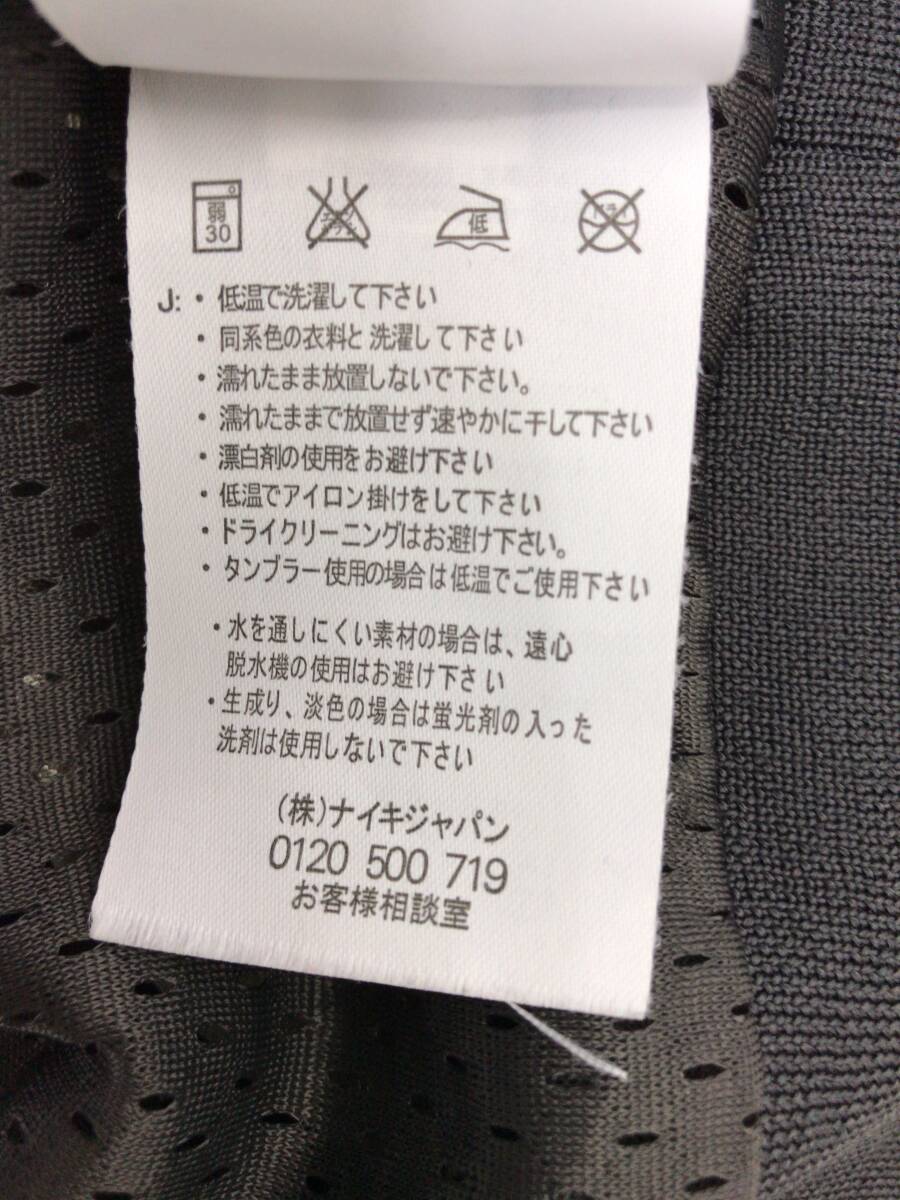 弱
30
エンソ
サラシ
低
ドライ
J: ・ 低温で洗濯して下さい
・ 同系色の衣料と 洗濯して下さい
・ 濡れたまま放置しないで下さい。
・ 濡れたままで放置せず速やかに干して下さい
・ 漂白剤の使用をお避け下さい
・ 低温でアイロン掛けをして下さい
・ ドライクリーニングはお避け下さい。
・ タンブラー使用の場合は低温でご使用下さい
・水を通しにくい素材の場合は、遠心
脱水機の使用はお避け下さい
・生成り、淡色の場合は蛍光剤の入った
洗剤は使用しないで下さい
(株)ナイキジャパン
0120 500 719
お客様相談室